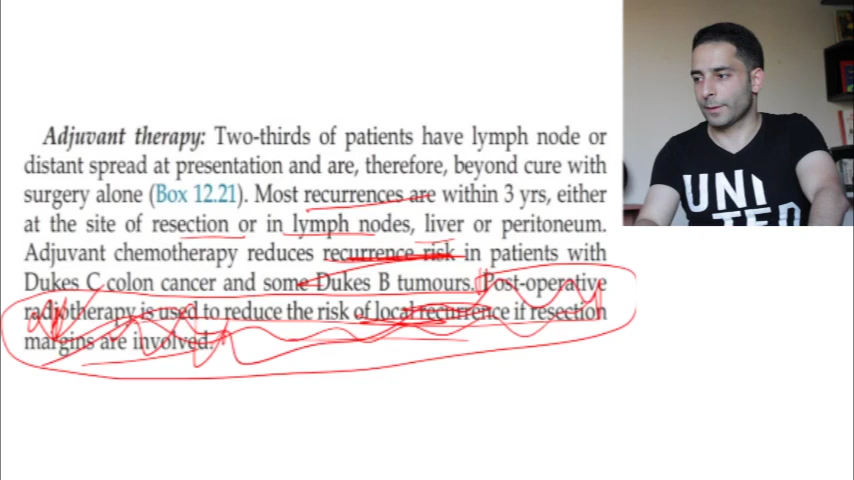 Adjuvant therapy: Two-thirds of patients have lymph node or
distant spread at presentation and are, therefore, beyond cure with
surgery alone (Box 12.21). Most recurrences are within 3 yrs, either
at the site of resection or in lymph nodes, liver or peritoneum.
Adjuvant chemotherapy reduces recurrence risk in patients with
Dukes C colon cancer and some Dukes B tumours. Post-operative
radiotherapy is used to reduce the risk of local recurrence if resection
margins are involved.
UNI
TED